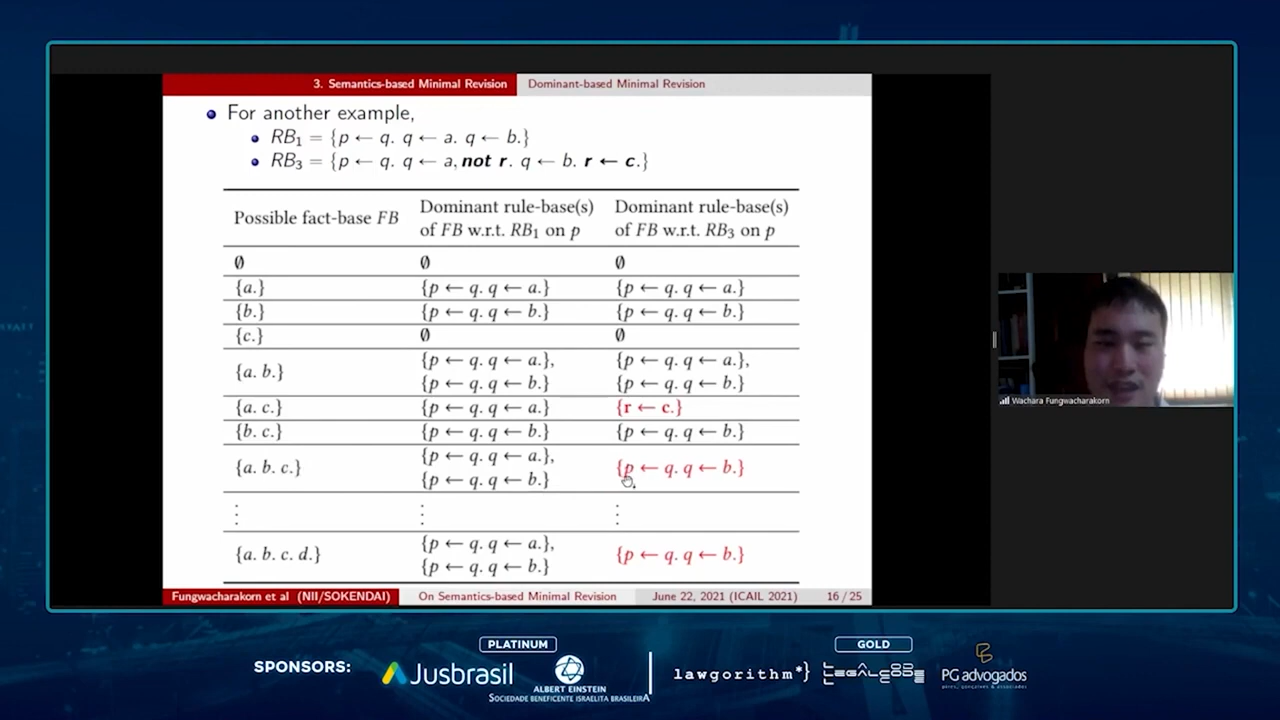 3. Semantics-based Minimal Revision
Dominant-based Minimal Revision
For another example,
RB₁ = {p ← q. q ← a. q ← b.}
RB₃ = {p ← q. q ← a, not r. q ← b. r ← c.}
Possible fact-base FB
Dominant rule-base(s)
of FB w.r.t. RB₁ on p
Dominant rule-base(s)
of FB w.r.t. RB₃ on p
∅ ∅ ∅
{a.} {p ← q. q ← a.} {p ← q. q ← a.}
{b.} {p ← q. q ← b.} {p ← q. q ← b.}
{c.} ∅ ∅
{a. b.}
{p ← q. q ← a.}, {p ← q. q ← a.},
{p ← q. q ← b.} {p ← q. q ← b.}
{a. c.} {p ← q. q ← a.} {r ← c.}
{b. c.} {p ← q. q ← b.} {p ← q. q ← b.}
{a. b. c.}
{p ← q. q ← a.},
{p ← q. q ← b.}
{p ← q. q ← b.}
⋮ ⋮ ⋮
{a. b. c. d.}
{p ← q. q ← a.},
{p ← q. q ← b.}
{p ← q. q ← b.}
Fungwacharakorn et al (NII/SOKENDAI)
On Semantics-based Minimal Revision
June 22, 2021 (ICAIL 2021)
16 / 25
Wachara Fungwacharakorn
SPONSORS:
PLATINUM
Jusbrasil
ALBERT EINSTEIN
SOCIEDADE BENEFICENTE ISRAELITA BRASILEIRA
GOLD
lawgorithm*}
LEGALCODE
PG advogados